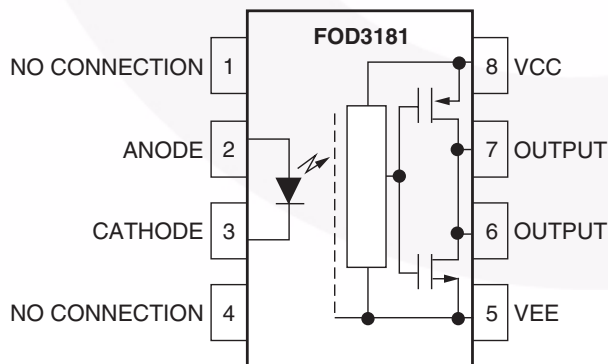 FOD3181
NO CONNECTION 1
8 VCC
ANODE 2
7 OUTPUT
CATHODE 3
6 OUTPUT
NO CONNECTION 4
5 VEE